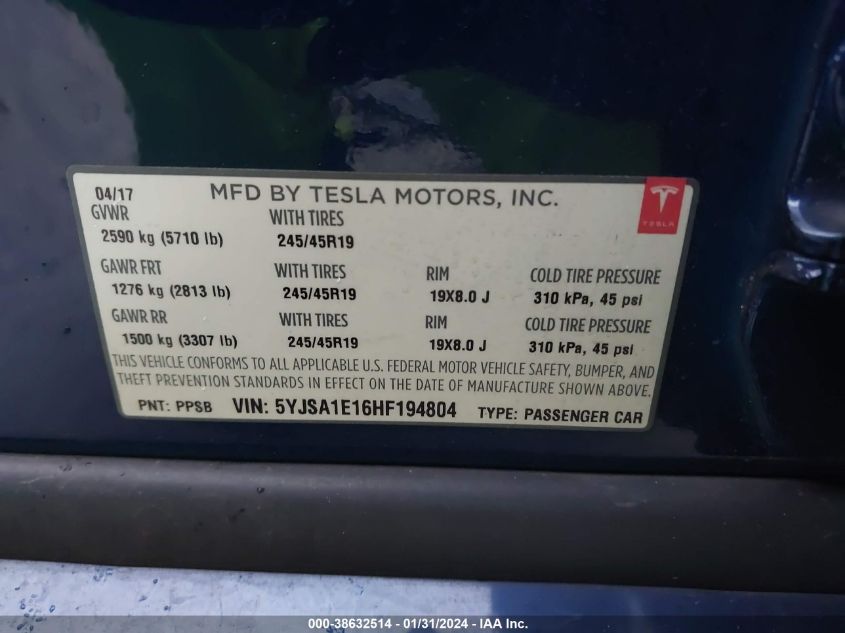 04/17 MFD BY TESLA MOTORS, INC.
TESLA
GVWR WITH TIRES
2590 kg (5710 lb) 245/45R19
GAWR FRT WITH TIRES RIM COLD TIRE PRESSURE
1276 kg (2813 lb) 245/45R19 19X8.0 J 310 kPa, 45 psi
GAWR RR WITH TIRES RIM COLD TIRE PRESSURE
1500 kg (3307 lb) 245/45R19 19X8.0 J 310 kPa, 45 psi
THIS VEHICLE CONFORMS TO ALL APPLICABLE U.S. FEDERAL MOTOR VEHICLE SAFETY, BUMPER, AND
THEFT PREVENTION STANDARDS IN EFFECT ON THE DATE OF MANUFACTURE SHOWN ABOVE.
PNT: PPSB VIN: 5YJSA1E16HF194804 TYPE: PASSENGER CAR
000-38632514 - 01/31/2024 - IAA Inc.